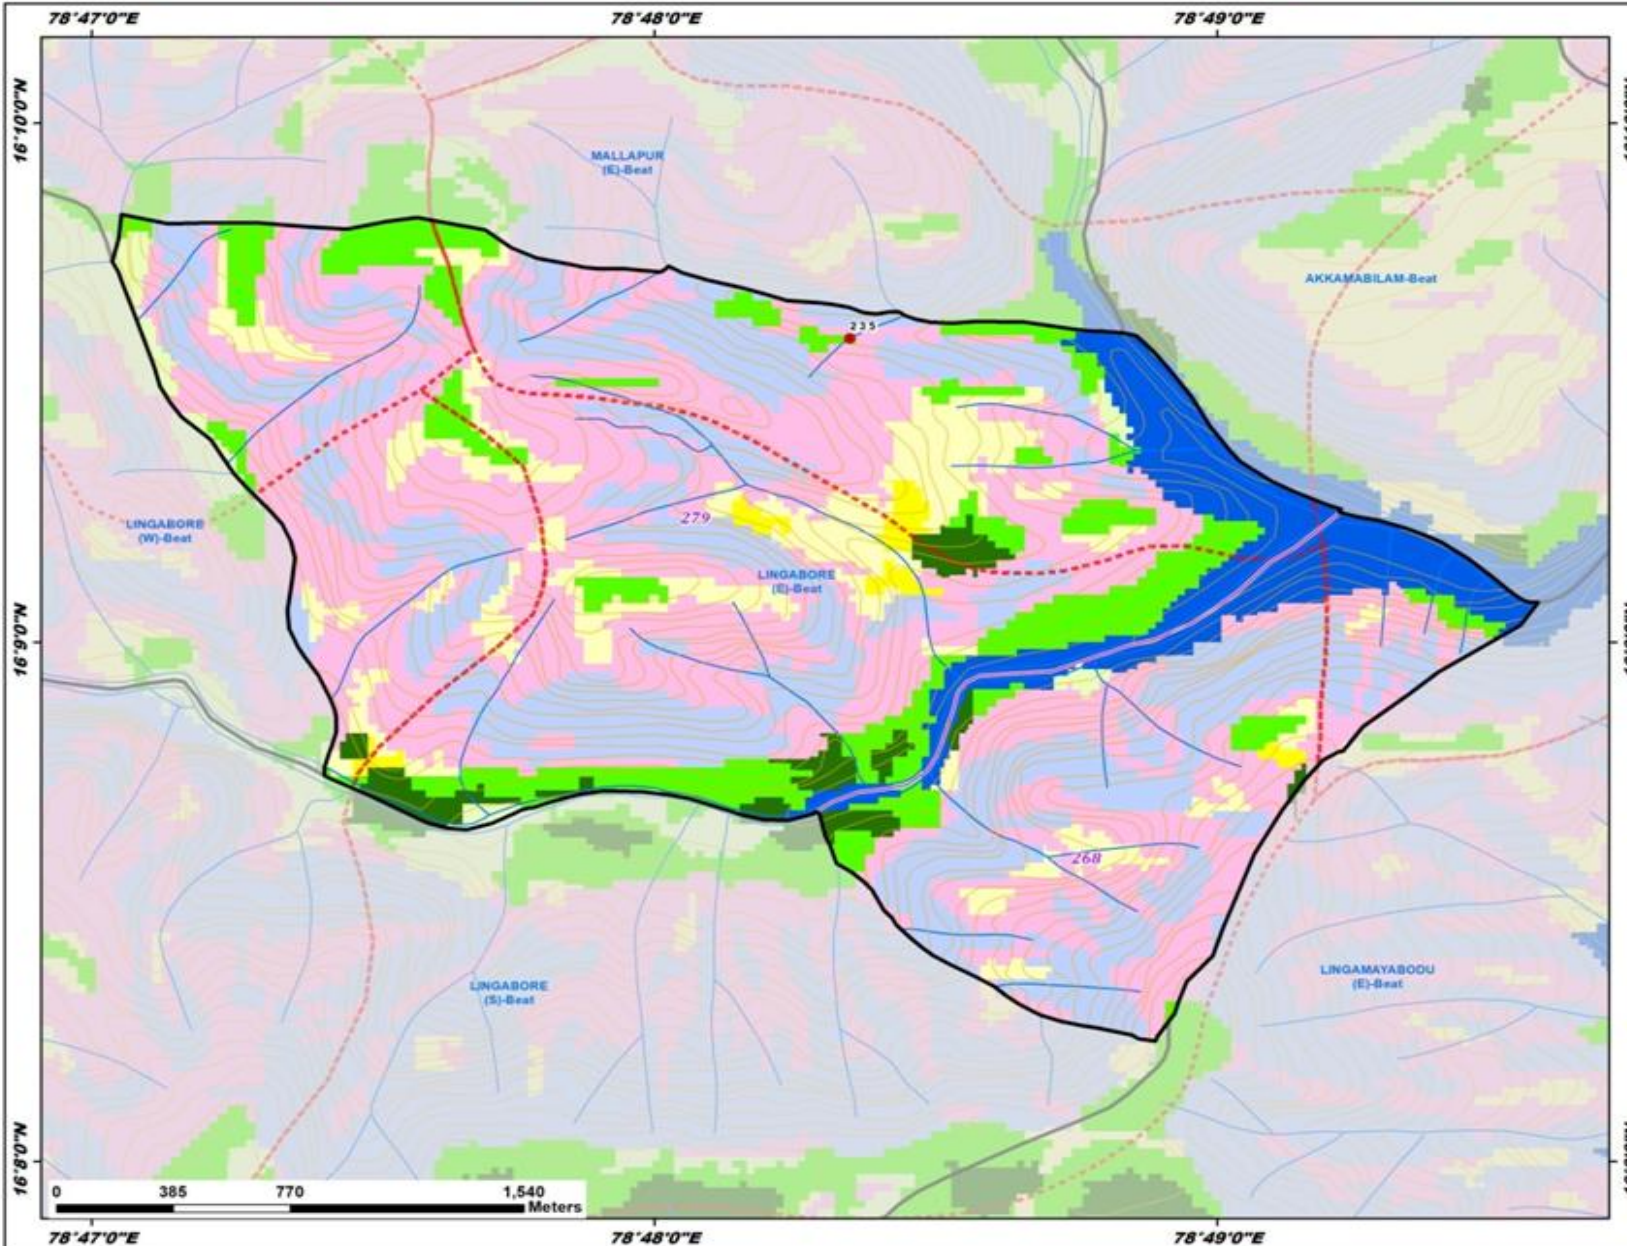 78°47'0"E 78°48'0"E 78°49'0"E
16°10'0"N
MALLAPUR
(E)-Beat
AKKAMABILAM-Beat
235
279
LINGABORE
(W)-Beat
LINGABORE
(E)-Beat
16°9'0"N
268
LINGABORE
(S)-Beat
LINGAMAYABODU
(E)-Beat
16°8'0"N
0 385 770 1,540
Meters
78°47'0"E 78°48'0"E 78°49'0"E